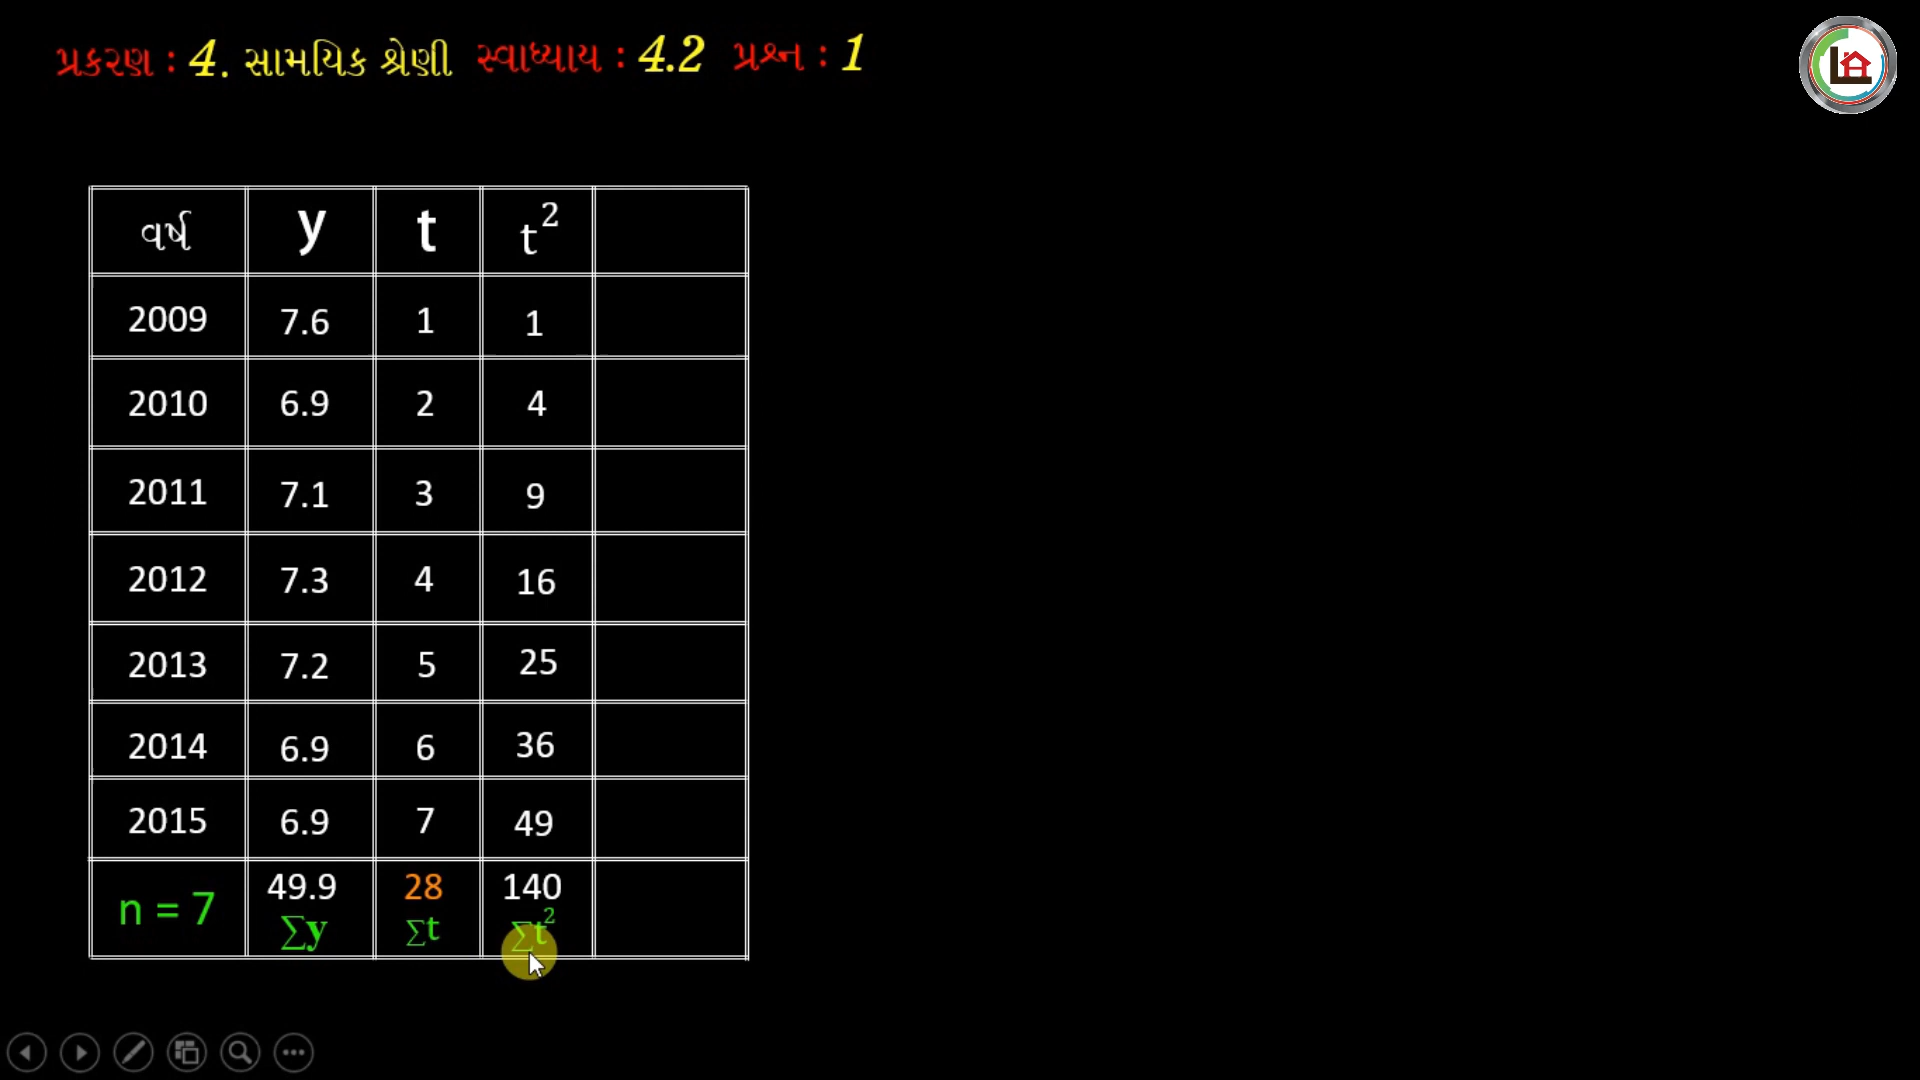 પ્રકરણ : 4. સામયિક શ્રેણી સ્વાધ્યાય : 4.2 પ્રશ્ન : 1
વર્ષ y t t²
2009 7.6 1 1
2010 6.9 2 4
2011 7.1 3 9
2012 7.3 4 16
2013 7.2 5 25
2014 6.9 6 36
2015 6.9 7 49
n = 7 49.9 28 140
∑y ∑t ∑t²